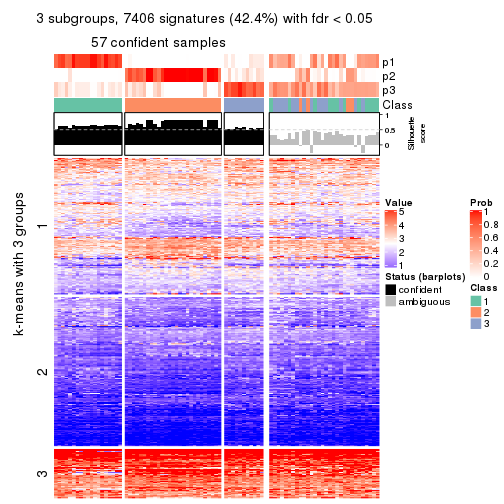 3 subgroups, 7406 signatures (42.4%) with fdr < 0.05
57 confident samples
p1
p2
p3
Class
1
0.5
0
Silhouette
score
k-means with 3 groups
1
2
3
Value
5
4
3
2
1
Status (barplots)
confident
ambiguous
Prob
1
0.8
0.6
0.4
0.2
0
Class
1
2
3